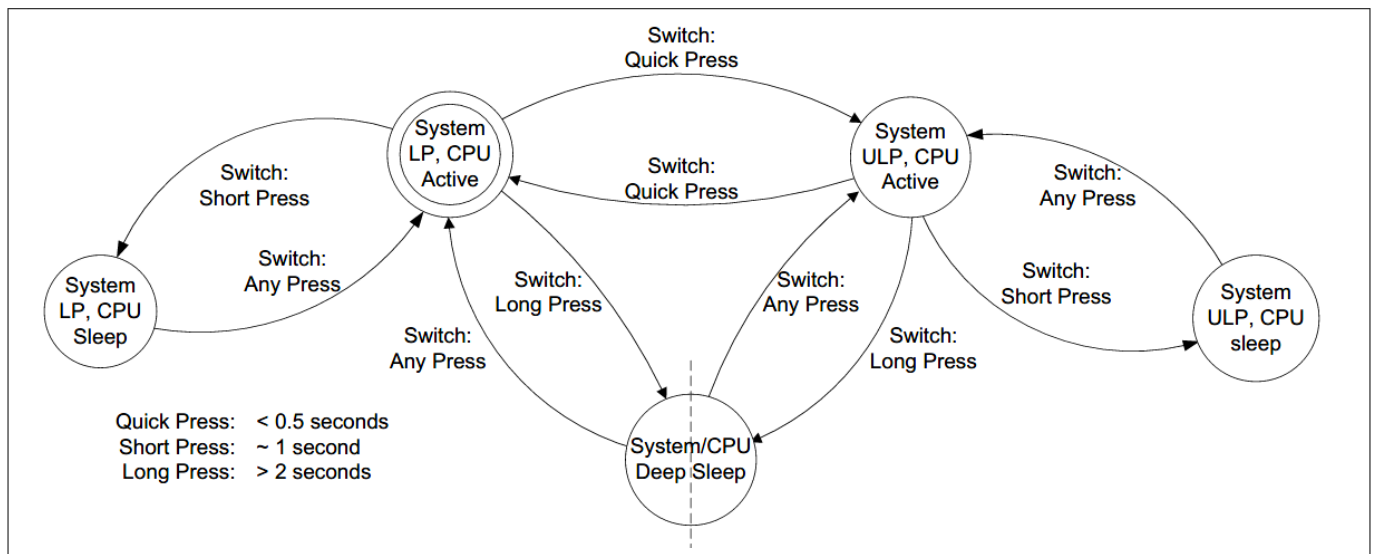 Switch:
Quick Press
System
LP, CPU
Active
System
ULP, CPU
Active
Switch:
Short Press
Switch:
Quick Press
Switch:
Any Press
Switch:
Any Press
System
LP, CPU
Sleep
Switch:
Long Press
Switch:
Any Press
Switch:
Short Press
System
ULP, CPU
sleep
Switch:
Any Press
Switch:
Long Press
Quick Press: < 0.5 seconds
Short Press: ~ 1 second
Long Press: > 2 seconds
System/CPU
Deep Sleep